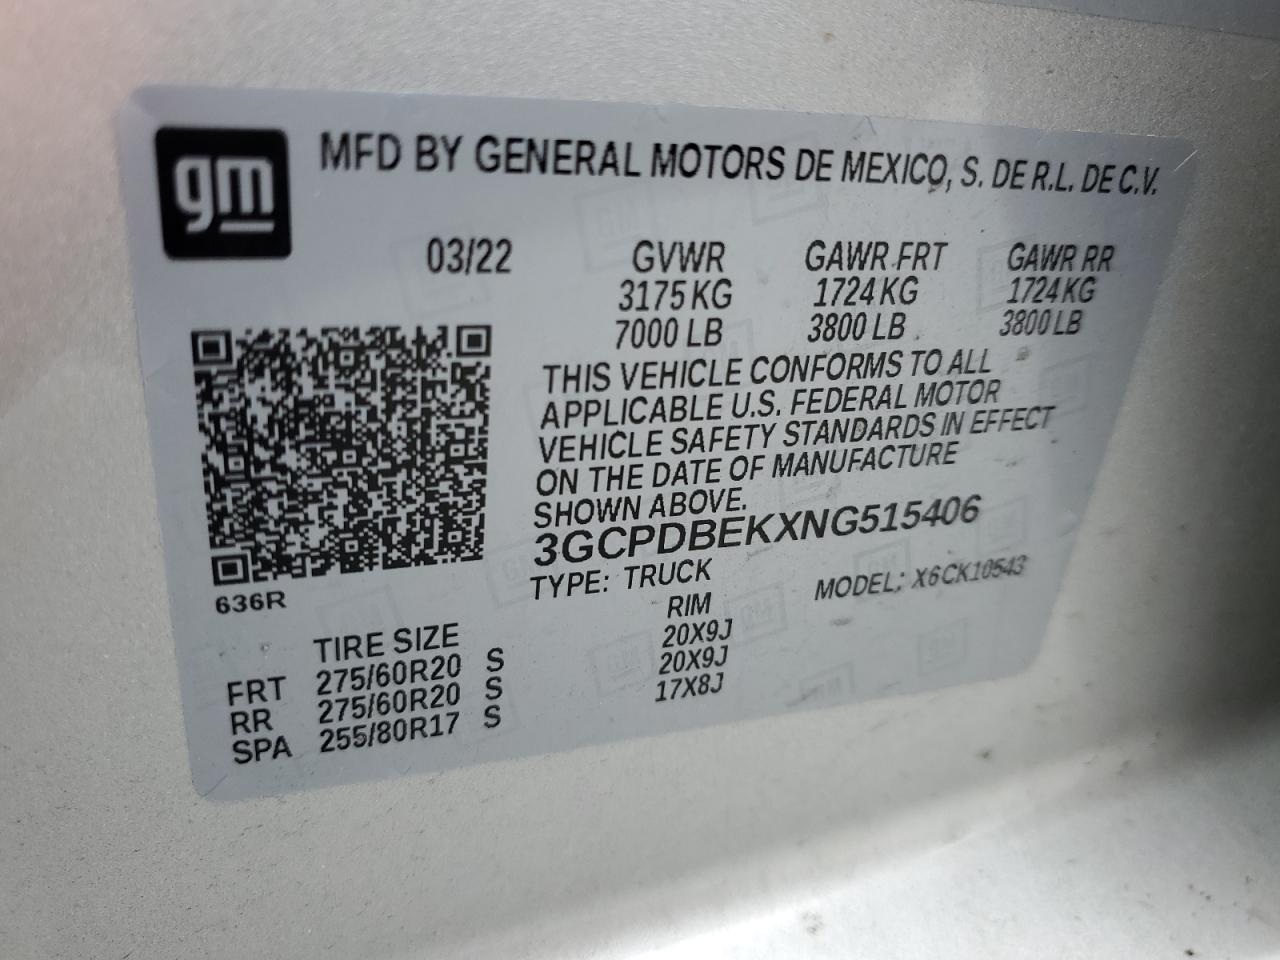 gm
MFD BY GENERAL MOTORS DE MEXICO, S. DE R.L. DE C.V.
03/22 GVWR GAWR FRT GAWR RR
3175 KG 1724 KG 1724 KG
7000 LB 3800 LB 3800 LB
THIS VEHICLE CONFORMS TO ALL
APPLICABLE U.S. FEDERAL MOTOR
VEHICLE SAFETY STANDARDS IN EFFECT
ON THE DATE OF MANUFACTURE
SHOWN ABOVE.
3GCPDBEKXNG515406
TYPE: TRUCK MODEL: X6CK10543
636R
TIRE SIZE RIM
FRT 275/60R20 S 20X9J
RR 275/60R20 S 20X9J
SPA 255/80R17 S 17X8J